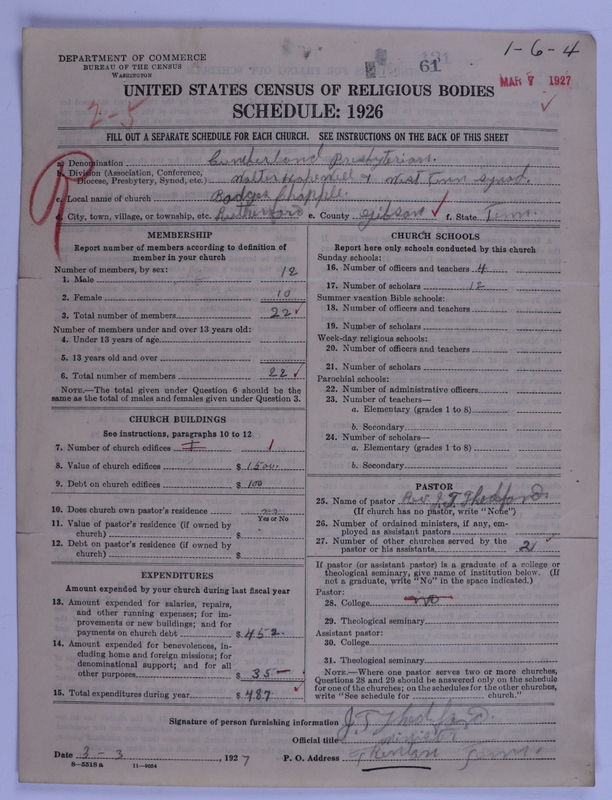 1-6-4
DEPARTMENT OF COMMERCE
BUREAU OF THE CENSUS
WASHINGTON
61
MAR 7 1927
UNITED STATES CENSUS OF RELIGIOUS BODIES
SCHEDULE: 1926
2-5
FILL OUT A SEPARATE SCHEDULE FOR EACH CHURCH. SEE INSTRUCTIONS ON THE BACK OF THIS SHEET
a. Denomination Cumberland Presbyterian.
b. Division (Association, Conference, Diocese, Presbytery, Synod, etc.) West Tenn Synod.
c. Local name of church Chapple.
d. City, town, village, or township, etc. Rutherford e. County Gibson f. State Tenn.
MEMBERSHIP
Report number of members according to definition of
member in your church
Number of members, by sex:
1. Male 12
2. Female 10
3. Total number of members 22
Number of members under and over 13 years old:
4. Under 13 years of age
5. 13 years old and over
6. Total number of members 22
NOTE.—The total given under Question 6 should be the
same as the total of males and females given under Question 3.
CHURCH BUILDINGS
See instructions, paragraphs 10 to 12
7. Number of church edifices 1
8. Value of church edifices $ 1500.
9. Debt on church edifices $ 100
10. Does church own pastor's residence no
Yes or No
11. Value of pastor's residence (if owned by
church) $
12. Debt on pastor's residence (if owned by
church) $
EXPENDITURES
Amount expended by your church during last fiscal year
13. Amount expended for salaries, repairs,
and other running expenses; for im-
provements or new buildings; and for
payments on church debt $ 452.
14. Amount expended for benevolences, in-
cluding home and foreign missions; for
denominational support; and for all
other purposes $ 35—
15. Total expenditures during year $ 487
CHURCH SCHOOLS
Report here only schools conducted by this church
Sunday schools:
16. Number of officers and teachers 4
17. Number of scholars 12
Summer vacation Bible schools:
18. Number of officers and teachers
19. Number of scholars
Week-day religious schools:
20. Number of officers and teachers
21. Number of scholars
Parochial schools:
22. Number of administrative officers
23. Number of teachers—
a. Elementary (grades 1 to 8)
b. Secondary
24. Number of scholars—
a. Elementary (grades 1 to 8)
b. Secondary
PASTOR
25. Name of pastor Rev. J. T. Thedford
(If church has no pastor, write "None")
26. Number of ordained ministers, if any, em-
ployed as assistant pastors
27. Number of other churches served by the
pastor or his assistants 2
If pastor (or assistant pastor) is a graduate of a college or
theological seminary, give name of institution below. (If
not a graduate, write "No" in the space indicated.)
Pastor:
28. College no
29. Theological seminary
Assistant pastor:
30. College
31. Theological seminary
NOTE.—Where one pastor serves two or more churches,
Questions 28 and 29 should be answered only on the schedule
for one of the churches; on the schedules for the other churches,
write "See schedule for church."
Signature of person furnishing information J T Thedford.
Official title minister
Date 3-3, 1927 P. O. Address Tenn.
8-5318a 11-9054